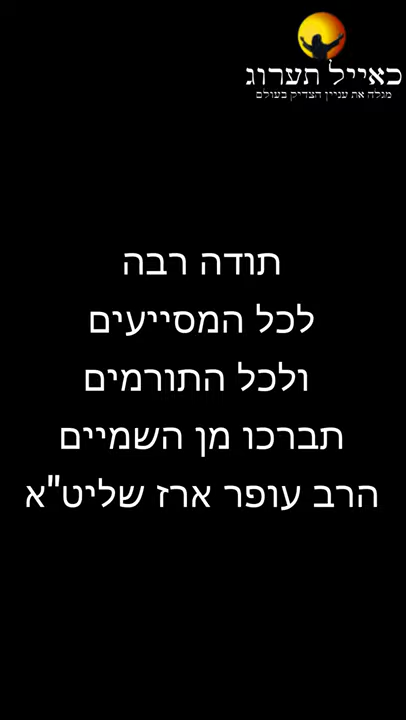 כאייל תערוג
מגלה את עניין הצדיק בעולם
תודה רבה
לכל המסייעים
ולכל התורמים
תברכו מן השמיים
הרב עופר ארז שליט"א